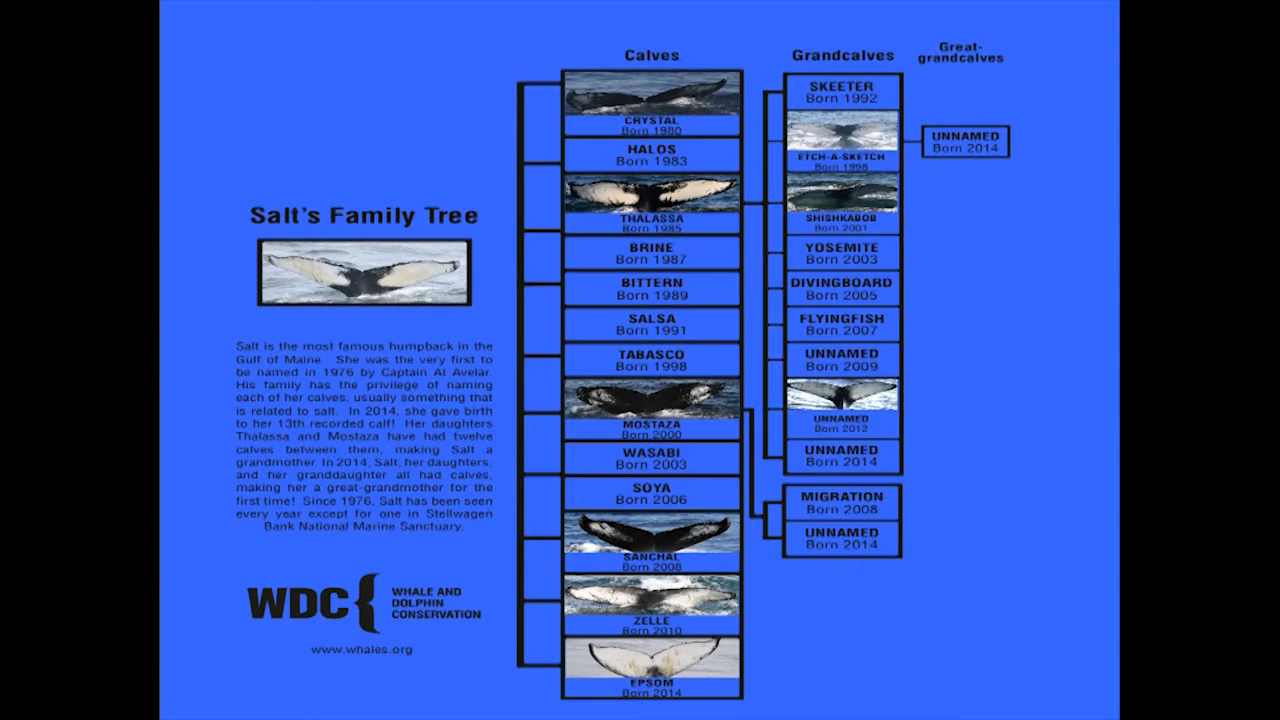 Salt's Family Tree
Salt is the most famous humpback in the
Gulf of Maine. She was the very first to
be named in 1976 by Captain Al Avelar.
His family has the privilege of naming
each of her calves, usually something that
is related to salt. In 2014, she gave birth
to her 13th recorded calf! Her daughters
Thalassa and Mostaza have had twelve
calves between them, making Salt a
grandmother. In 2014, Salt, her daughters,
and her granddaughter all had calves,
making her a great-grandmother for the
first time! Since 1976, Salt has been seen
every year except for one in Stellwagen
Bank National Marine Sanctuary.
WDC
WHALE AND
DOLPHIN
CONSERVATION
www.whales.org
Calves
CRYSTAL
Born 1980
HALOS
Born 1983
THALASSA
Born 1985
BRINE
Born 1987
BITTERN
Born 1989
SALSA
Born 1991
TABASCO
Born 1998
MOSTAZA
Born 2000
WASABI
Born 2003
SOYA
Born 2006
SANCHAL
Born 2008
ZELLE
Born 2010
EPSOM
Born 2014
Grandcalves
SKEETER
Born 1992
ETCH-A-SKETCH
Born 1998
SHISHKABOB
Born 2001
YOSEMITE
Born 2003
DIVINGBOARD
Born 2005
FLYINGFISH
Born 2007
UNNAMED
Born 2009
UNNAMED
Born 2012
UNNAMED
Born 2014
MIGRATION
Born 2008
UNNAMED
Born 2014
Great-
grandcalves
UNNAMED
Born 2014